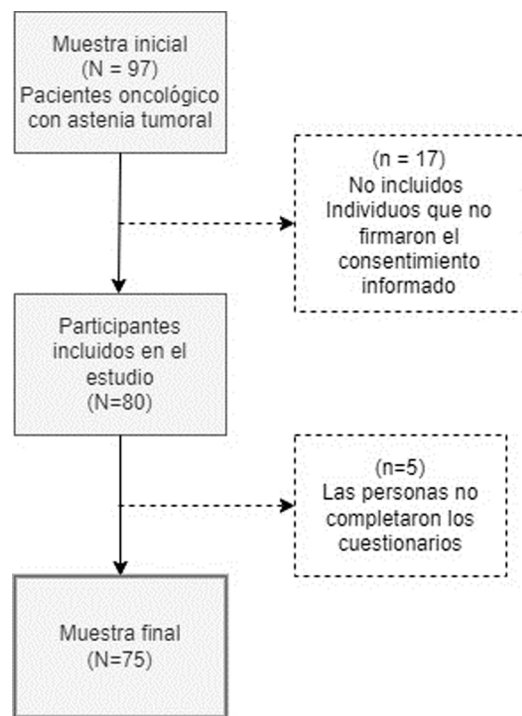 Muestra inicial
(N = 97)
Pacientes oncológico
con astenia tumoral
(n = 17)
No incluidos
Individuos que no
firmaron el
consentimiento
informado
Participantes
incluidos en el
estudio
(N=80)
(n=5)
Las personas no
completaron los
cuestionarios
Muestra final
(N=75)